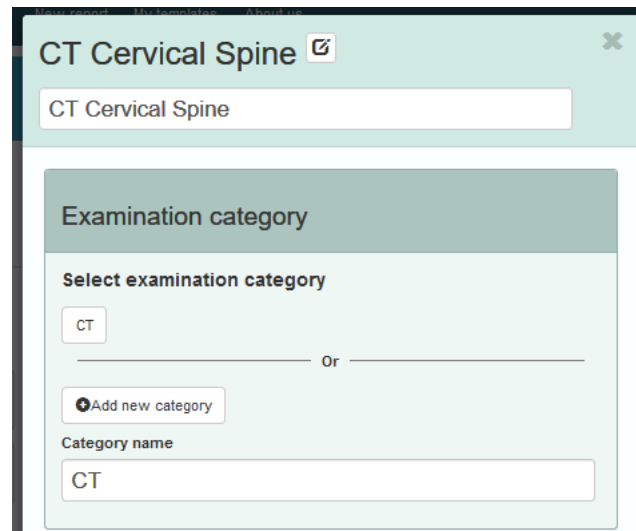 New report My templates About us
CT Cervical Spine
CT Cervical Spine
Examination category
Select examination category
CT
Or
Add new category
Category name
CT